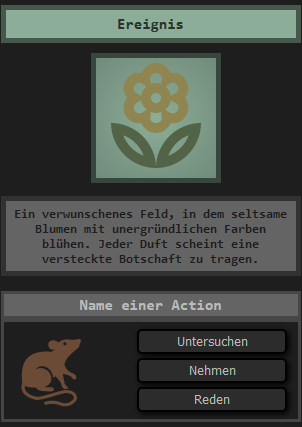 Ereignis
Ein verwunschenes Feld, in dem seltsame
Blumen mit unergründlichen Farben
blühen. Jeder Duft scheint eine
versteckte Botschaft zu tragen.
Name einer Action
Untersuchen
Nehmen
Reden